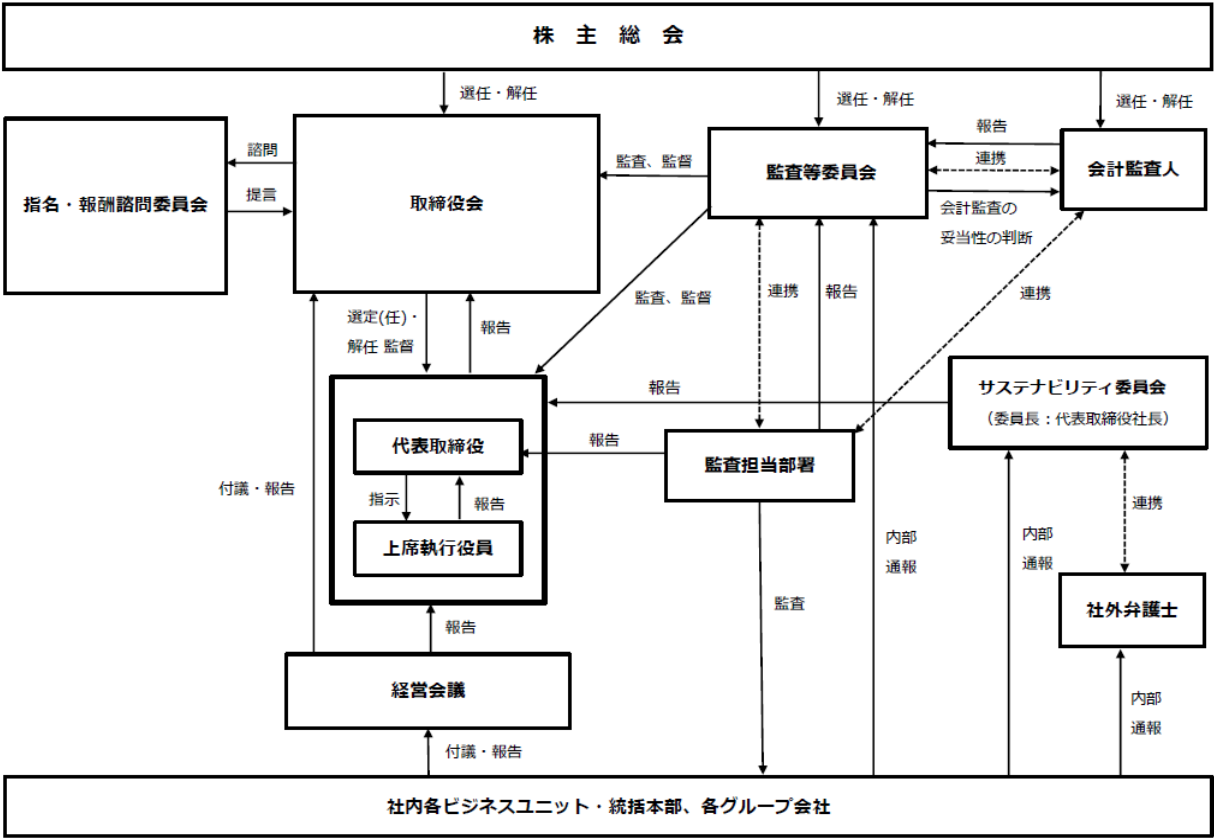 株 主 総 会
選任・解任
選任・解任
選任・解任
指名・報酬諮問委員会
諮問
提言
取締役会
監査、監督
監査等委員会
報告
連携
会計監査の
妥当性の判断
会計監査人
選定(任)・
解任 監督
報告
監査、監督
連携
報告
連携
報告
サステナビリティ委員会
（委員長：代表取締役社長）
代表取締役
報告
監査担当部署
指示
報告
上席執行役員
付議・報告
内部
通報
内部
通報
連携
監査
社外弁護士
報告
経営会議
内部
通報
付議・報告
社内各ビジネスユニット・統括本部、各グループ会社